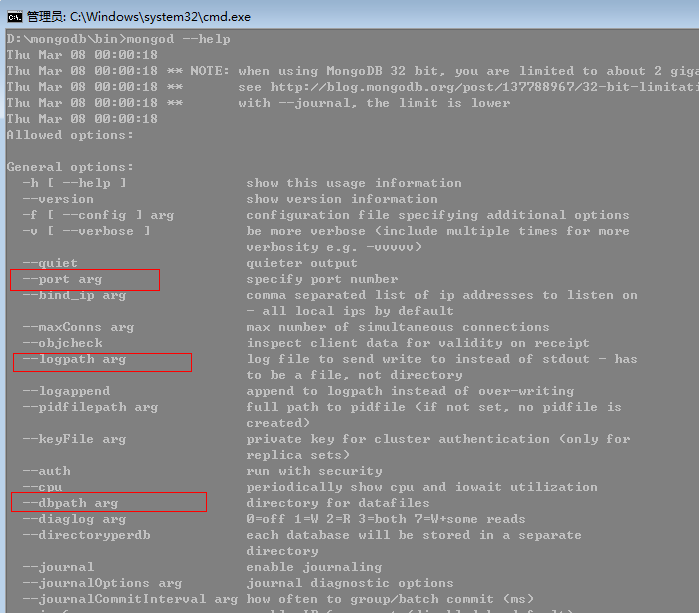 管理员: C:\Windows\system32\cmd.exe
D:\mongodb\bin>mongod --help
Thu Mar 08 00:00:18
Thu Mar 08 00:00:18 ** NOTE: when using MongoDB 32 bit, you are limited to about 2 giga
Thu Mar 08 00:00:18 **       see http://blog.mongodb.org/post/137788967/32-bit-limitati
Thu Mar 08 00:00:18 **       with --journal, the limit is lower
Thu Mar 08 00:00:18
Allowed options:
General options:
-h [ --help ]               show this usage information
--version                   show version information
-f [ --config ] arg         configuration file specifying additional options
-v [ --verbose ]            be more verbose (include multiple times for more
verbosity e.g. -vvvvv)
--quiet                     quieter output
--port arg                  specify port number
--bind_ip arg               comma separated list of ip addresses to listen on
- all local ips by default
--maxConns arg              max number of simultaneous connections
--objcheck                  inspect client data for validity on receipt
--logpath arg               log file to send write to instead of stdout - has
to be a file, not directory
--logappend                 append to logpath instead of over-writing
--pidfilepath arg           full path to pidfile (if not set, no pidfile is
created)
--keyFile arg               private key for cluster authentication (only for
replica sets)
--auth                      run with security
--cpu                       periodically show cpu and iowait utilization
--dbpath arg                directory for datafiles
--diaglog arg               0=off 1=W 2=R 3=both 7=W+some reads
--directoryperdb            each database will be stored in a separate
directory
--journal                   enable journaling
--journalOptions arg        journal diagnostic options
--journalCommitInterval arg how often to group/batch commit (ms)